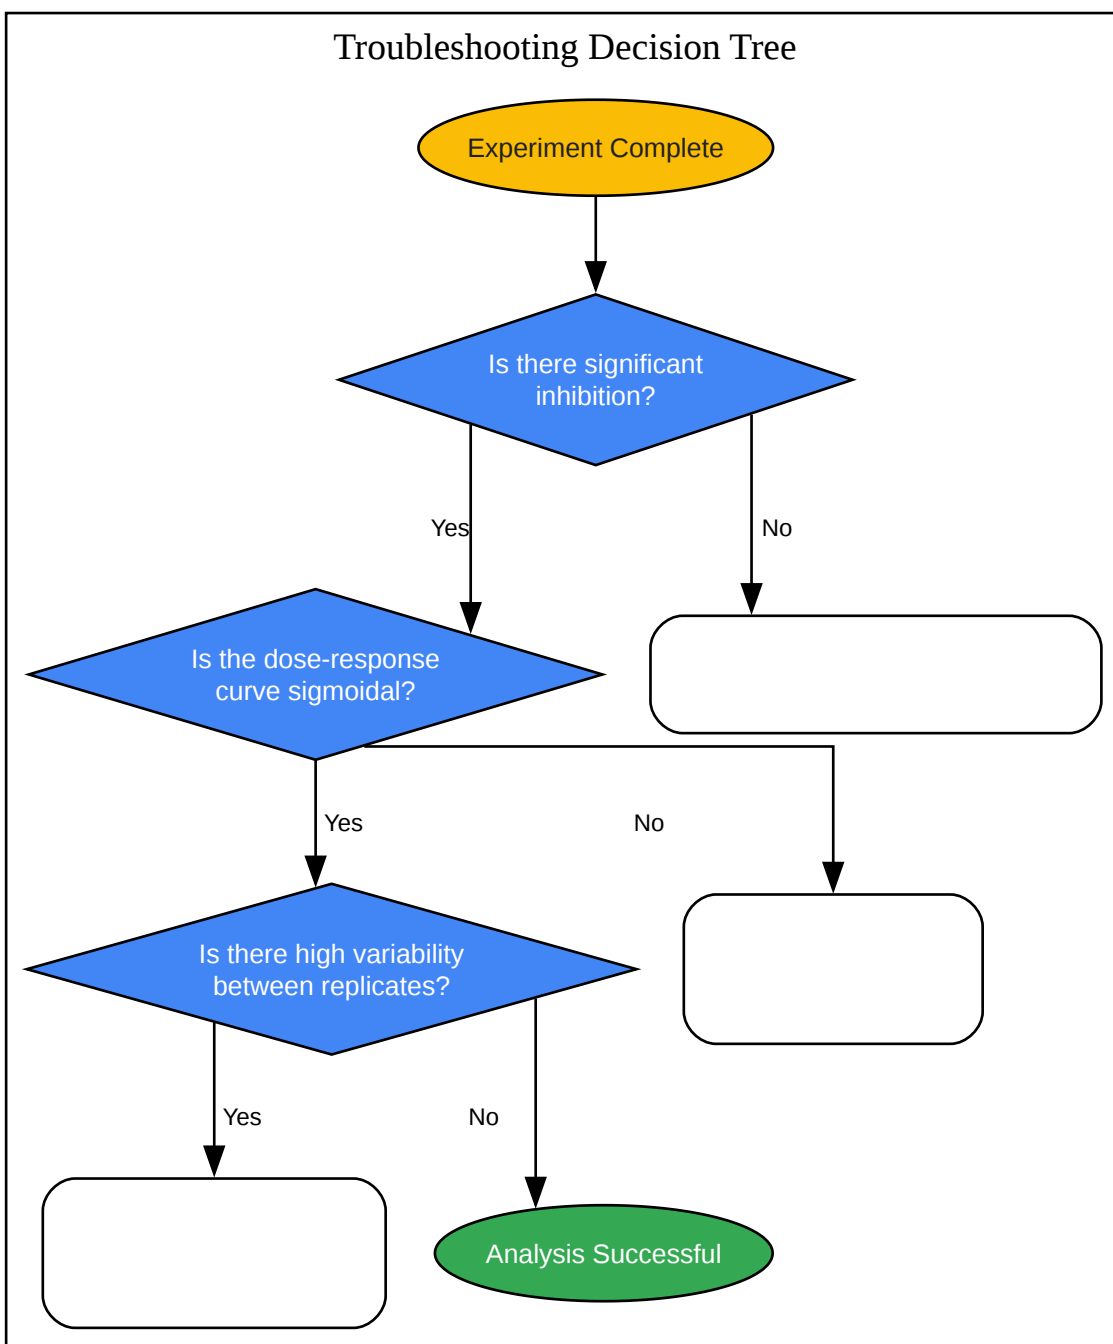 Troubleshooting Decision Tree
Experiment Complete
Is there significant
inhibition?
Yes
No
Is the dose-response
curve sigmoidal?
Yes
No
Is there high variability
between replicates?
Yes
No
Analysis Successful